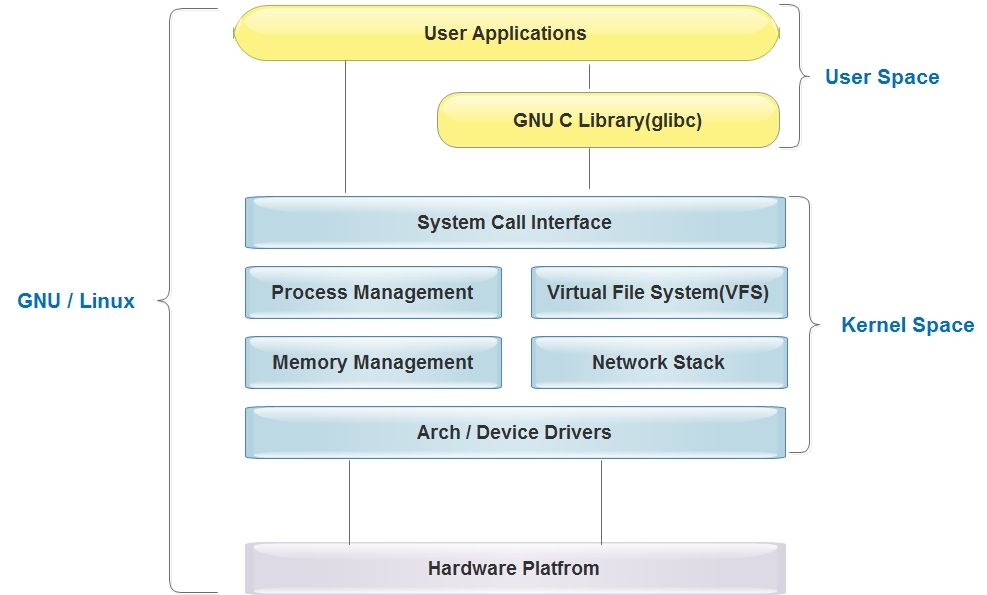 User Applications
User Space
GNU C Library(glibc)
System Call Interface
GNU / Linux
Process Management
Virtual File System(VFS)
Kernel Space
Memory Management
Network Stack
Arch / Device Drivers
Hardware Platfrom